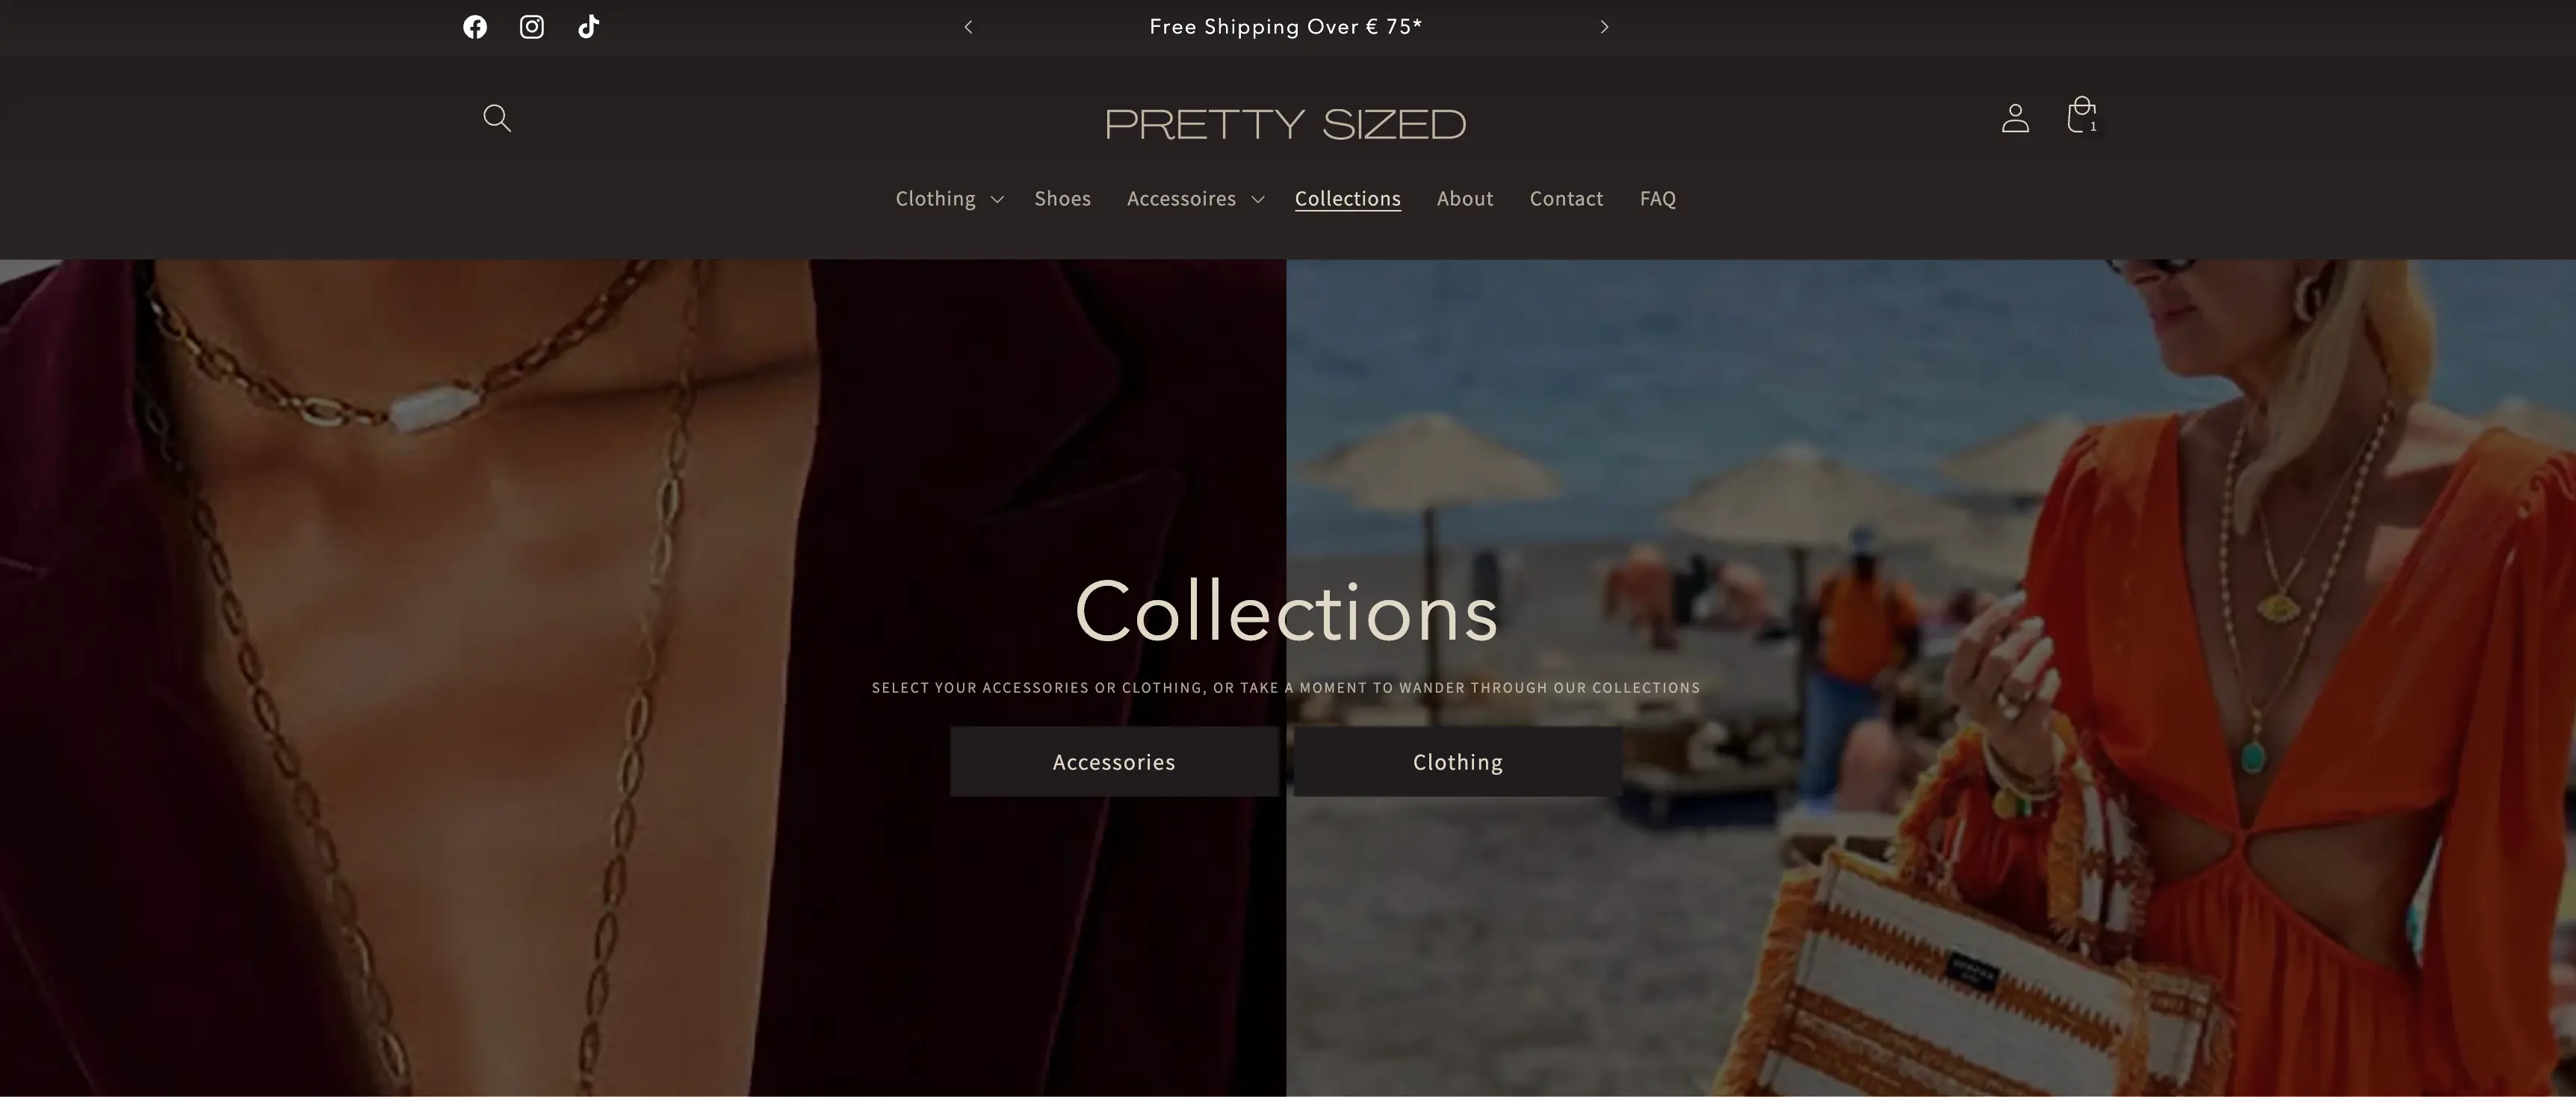 Free Shipping Over € 75*
PRETTY SIZED
1
Clothing Shoes Accessoires Collections About Contact FAQ
Collections
SELECT YOUR ACCESSORIES OR CLOTHING, OR TAKE A MOMENT TO WANDER THROUGH OUR COLLECTIONS
Accessories Clothing